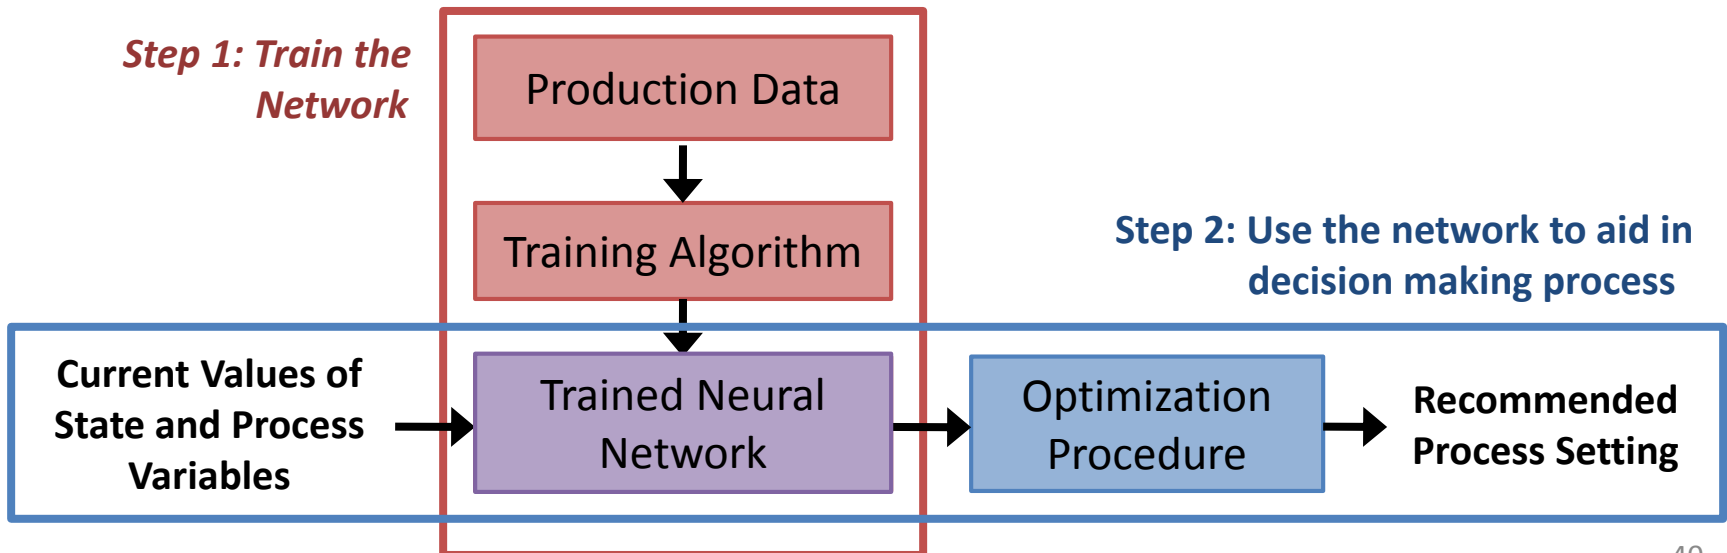 Step 1: Train the
Network
Production Data
Training Algorithm
Step 2: Use the network to aid in
decision making process
Current Values of
State and Process
Variables
Trained Neural
Network
Optimization
Procedure
Recommended
Process Setting